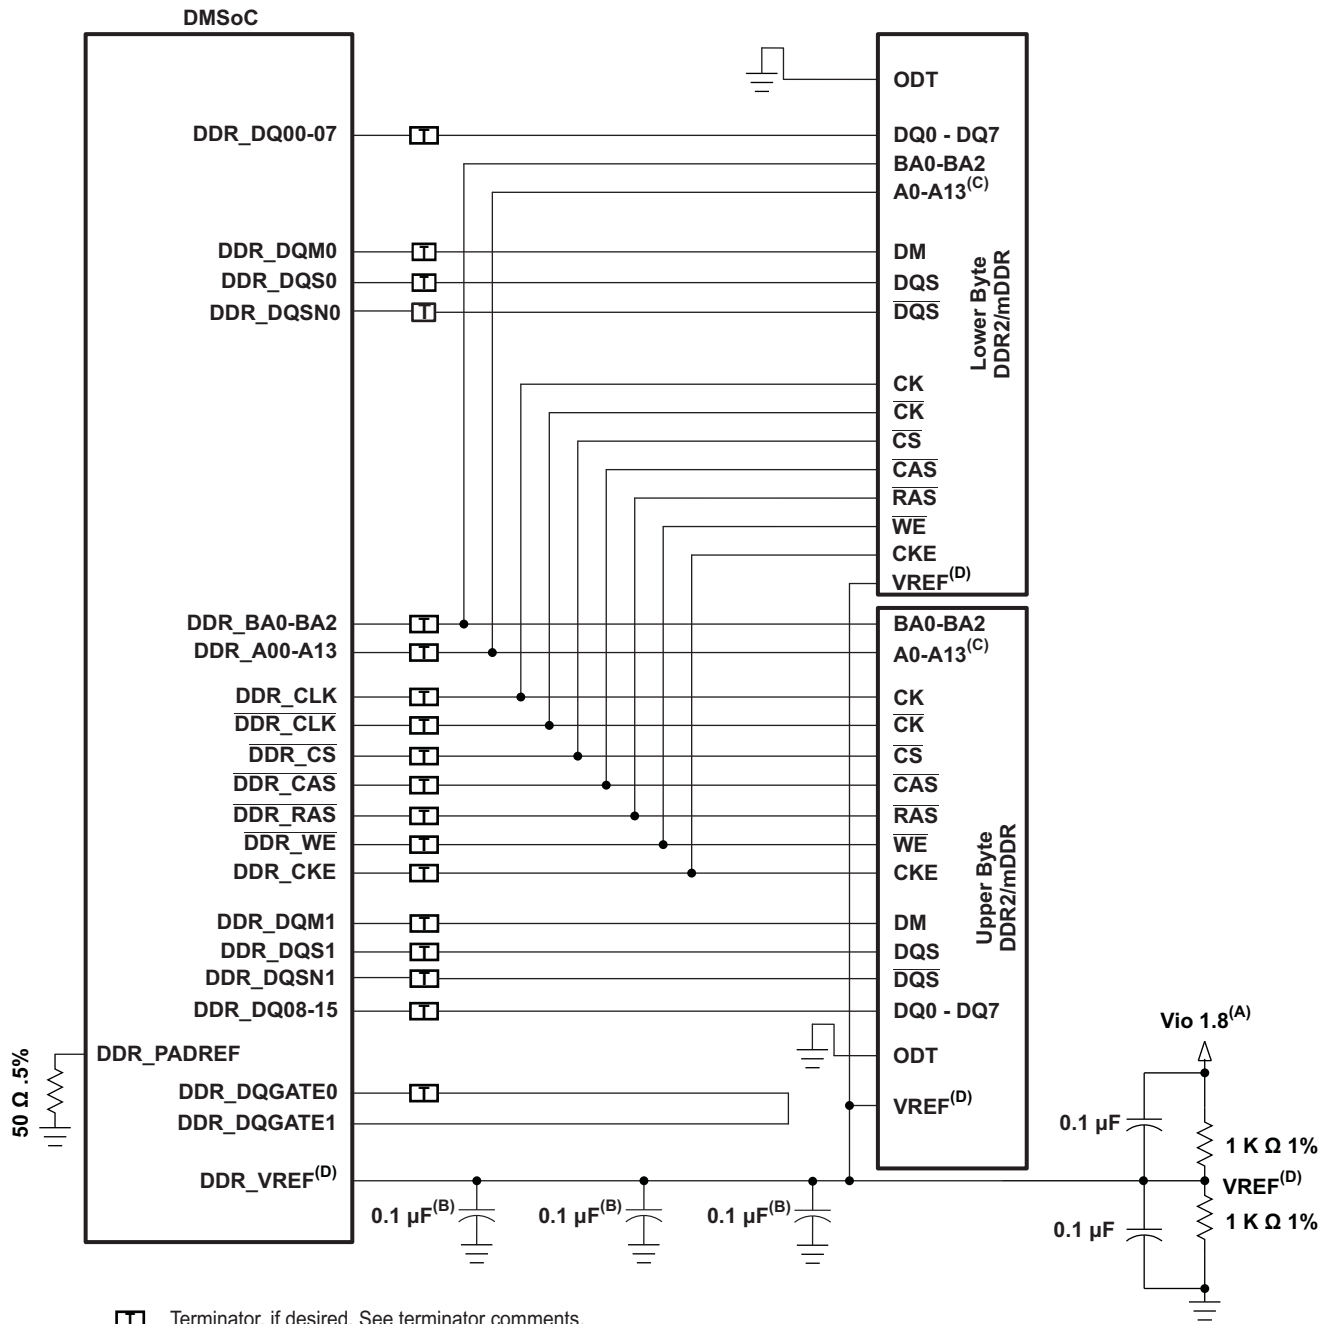 DMSoC
ODT
DDR_DQ00-07 T DQ0 - DQ7
BA0-BA2
A0-A13(C)
DDR_DQM0 T DM
DDR_DQS0 T DQS
DDR_DQSN0 T DQS
Lower Byte
DDR2/mDDR
CK
CK
CS
CAS
RAS
WE
CKE
VREF(D)
DDR_BA0-BA2 T BA0-BA2
DDR_A00-A13 T A0-A13(C)
DDR_CLK T CK
DDR_CLK T CK
DDR_CS T CS
DDR_CAS T CAS
DDR_RAS T RAS
DDR_WE T WE
DDR_CKE T CKE
Upper Byte
DDR2/mDDR
DDR_DQM1 T DM
DDR_DQS1 T DQS
DDR_DQSN1 T DQS
DDR_DQ08-15 T DQ0 - DQ7
Vio 1.8(A)
50 Ω .5%
DDR_PADREF
ODT
DDR_DQGATE0 T
VREF(D)
DDR_DQGATE1
0.1 µF
1 K Ω 1%
DDR_VREF(D)
VREF(D)
0.1 µF(B) 0.1 µF(B) 0.1 µF(B)
0.1 µF
1 K Ω 1%
T Terminator, if desired. See terminator comments.